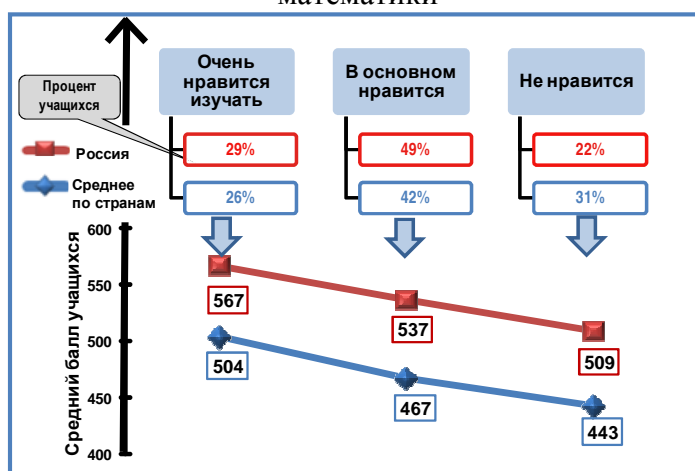 математики
Очень
нравится
изучать
В основном
нравится
Не нравится
Процент
учащихся
29%
49%
22%
Россия
26%
42%
31%
Среднее
по странам
Средний балл учащихся
600
550
500
450
400
567
537
509
504
467
443